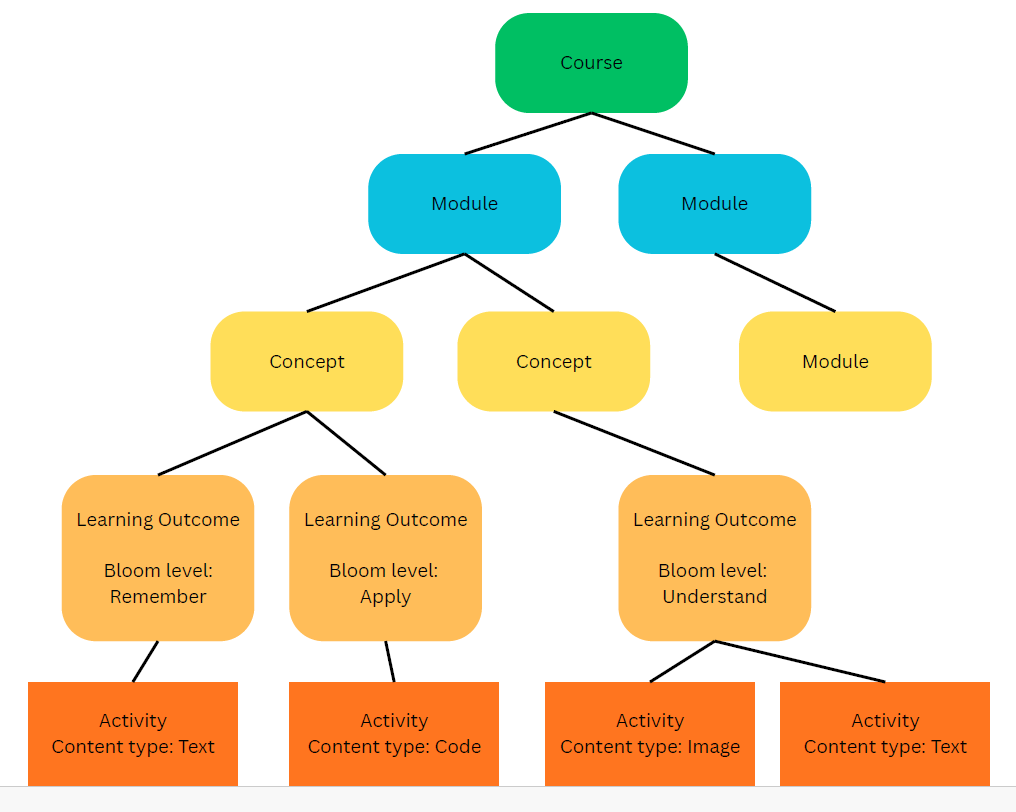 Course
Module
Module
Concept
Concept
Module
Learning Outcome
Bloom level:
Remember
Learning Outcome
Bloom level:
Apply
Learning Outcome
Bloom level:
Understand
Activity
Content type: Text
Activity
Content type: Code
Activity
Content type: Image
Activity
Content type: Text